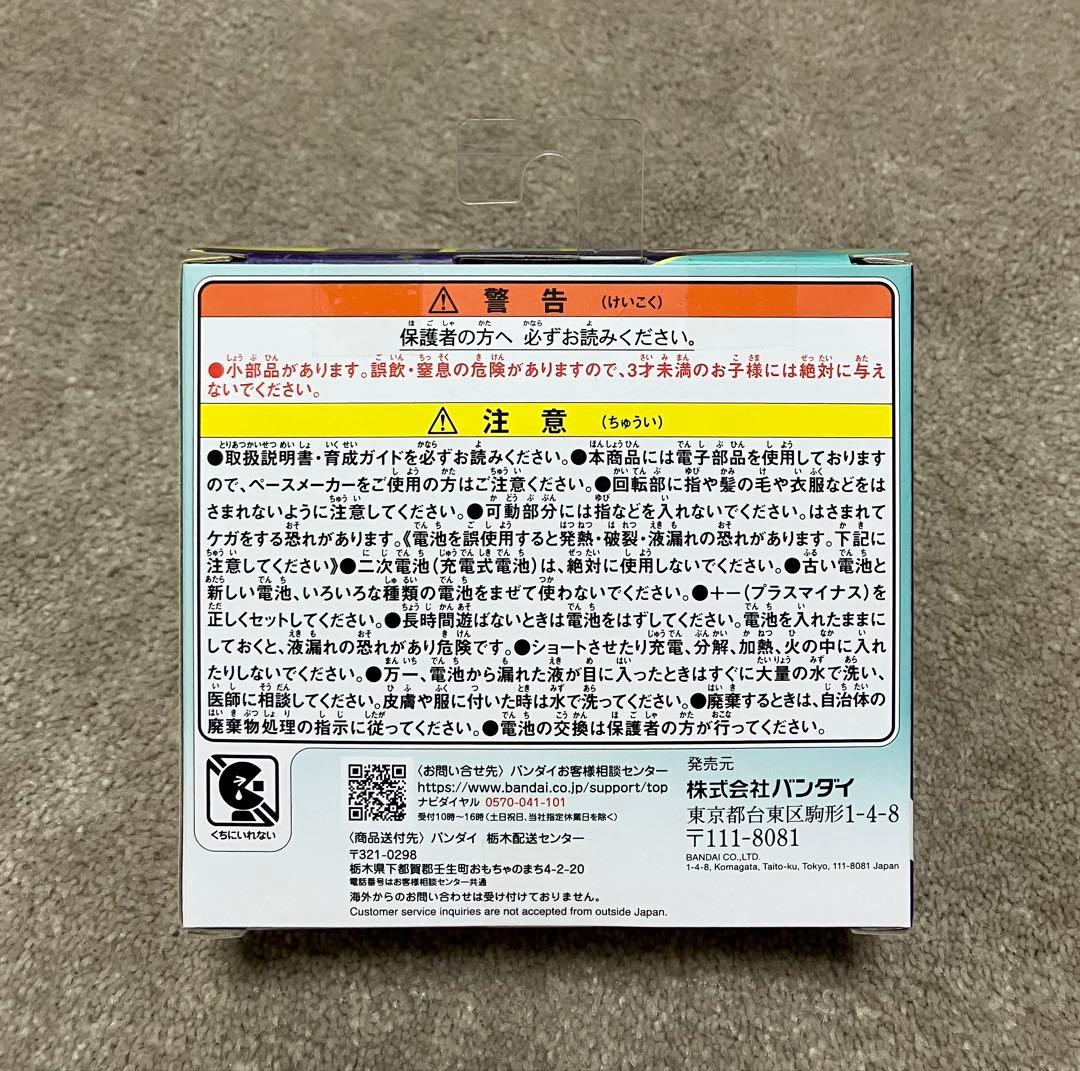 ⚠ 警告 (けいこく)
保護者の方へ 必ずお読みください。
●小部品があります。誤飲・窒息の危険がありますので、3才未満のお子様には絶対に与え
ないでください。
⚠ 注意 (ちゅうい)
●取扱説明書・育成ガイドを必ずお読みください。●本商品には電子部品を使用しております
ので、ペースメーカーをご使用の方はご注意ください。●回転部に指や髪の毛や衣服などをは
さまれないように注意してください。●可動部分には指などを入れないでください。はさまれて
ケガをする恐れがあります。《電池を誤使用すると発熱・破裂・液漏れの恐れがあります。下記に
注意してください》●二次電池(充電式電池)は、絶対に使用しないでください。●古い電池と
新しい電池、いろいろな種類の電池をまぜて使わないでください。●+−(プラスマイナス)を
正しくセットしてください。●長時間遊ばないときは電池をはずしてください。電池を入れたままに
しておくと、液漏れの恐れがあり危険です。●ショートさせたり充電、分解、加熱、火の中に入れ
たりしないでください。●万一、電池から漏れた液が目に入ったときはすぐに大量の水で洗い、
医師に相談してください。皮膚や服に付いた時は水で洗ってください。●廃棄するときは、自治体の
廃棄物処理の指示に従ってください。●電池の交換は保護者の方が行ってください。
くちにいれない
〈お問い合せ先〉バンダイお客様相談センター
https://www.bandai.co.jp/support/top
ナビダイヤル 0570-041-101
受付10時〜16時(土日祝日、当社指定休業日を除く)
〈商品送付先〉バンダイ 栃木配送センター
〒321-0298
栃木県下都賀郡壬生町おもちゃのまち4-2-20
電話番号はお客様相談センター共通
海外からのお問い合わせは受け付けておりません。
Customer service inquiries are not accepted from outside Japan.
発売元
株式会社バンダイ
東京都台東区駒形1-4-8
〒111-8081
BANDAI CO.,LTD.
1-4-8, Komagata, Taito-ku, Tokyo, 111-8081 Japan